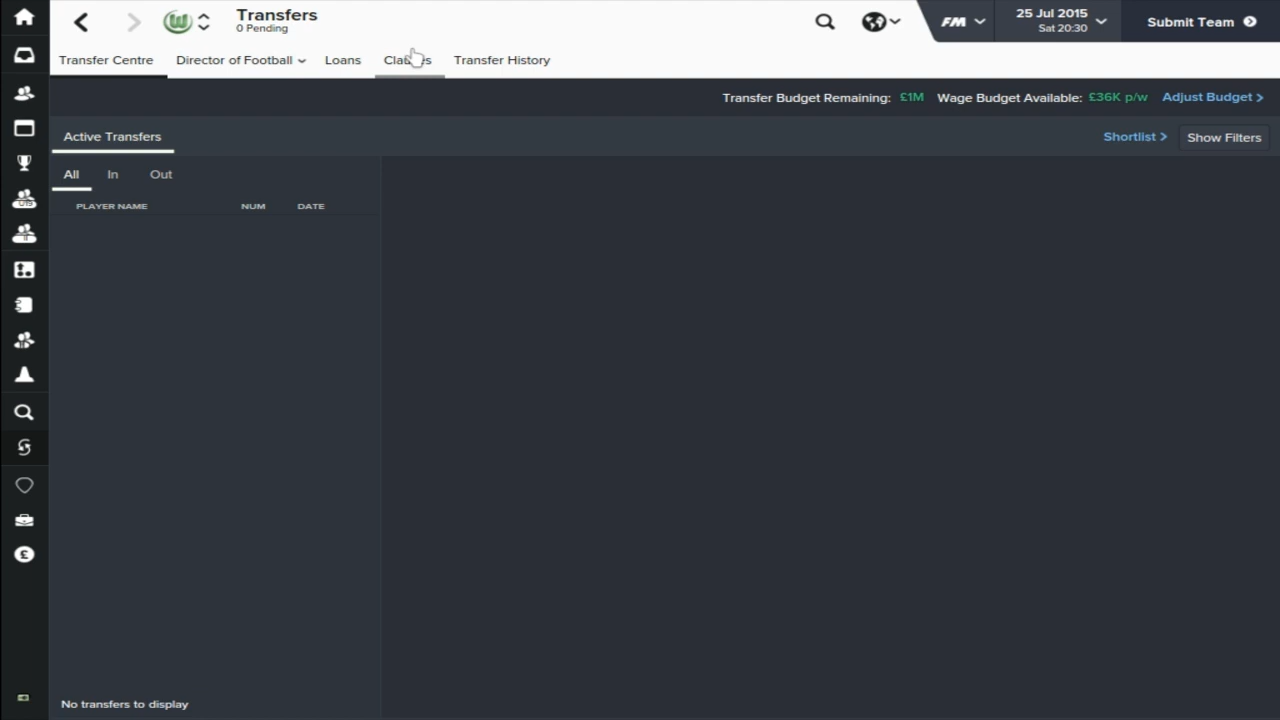 Transfers
0 Pending
FM
25 Jul 2015
Sat 20:30
Submit Team
Transfer Centre Director of Football Loans Clauses Transfer History
Transfer Budget Remaining: £1M Wage Budget Available: £36K p/w Adjust Budget >
Active Transfers
Shortlist > Show Filters
All In Out
PLAYER NAME NUM DATE
No transfers to display